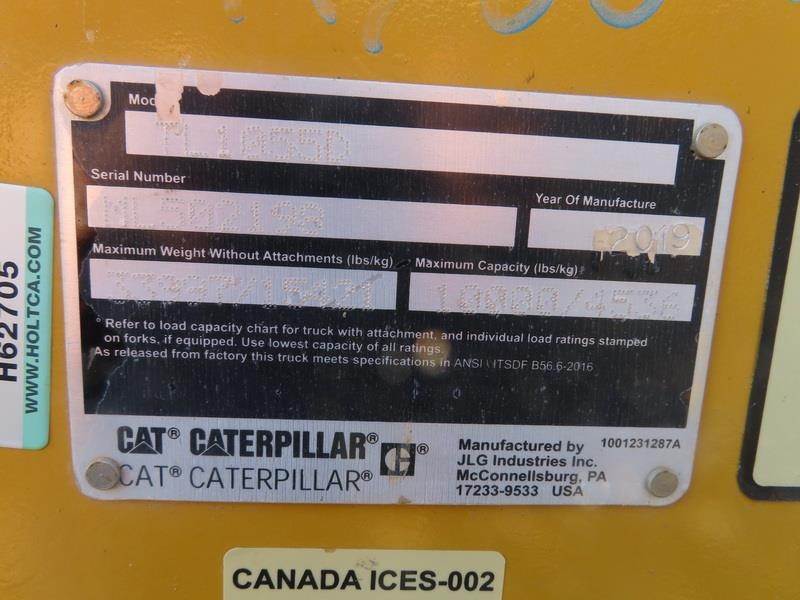 Model
TL1055D
Serial Number
Year Of Manufacture
ML502198
2019
Maximum Weight Without Attachments (lbs/kg)
Maximum Capacity (lbs/kg)
10000/4536
° Refer to load capacity chart for truck with attachment, and individual load ratings stamped
on forks, if equipped. Use lowest capacity of all ratings.
As released from factory this truck meets specifications in ANSI \ ITSDF B56.6-2016
CAT® CATERPILLAR® C®
CAT® CATERPILLAR®
Manufactured by 1001231287A
JLG Industries Inc.
McConnellsburg, PA
17233-9533 USA
H62705
WWW.HOLTCA.COM
CANADA ICES-002